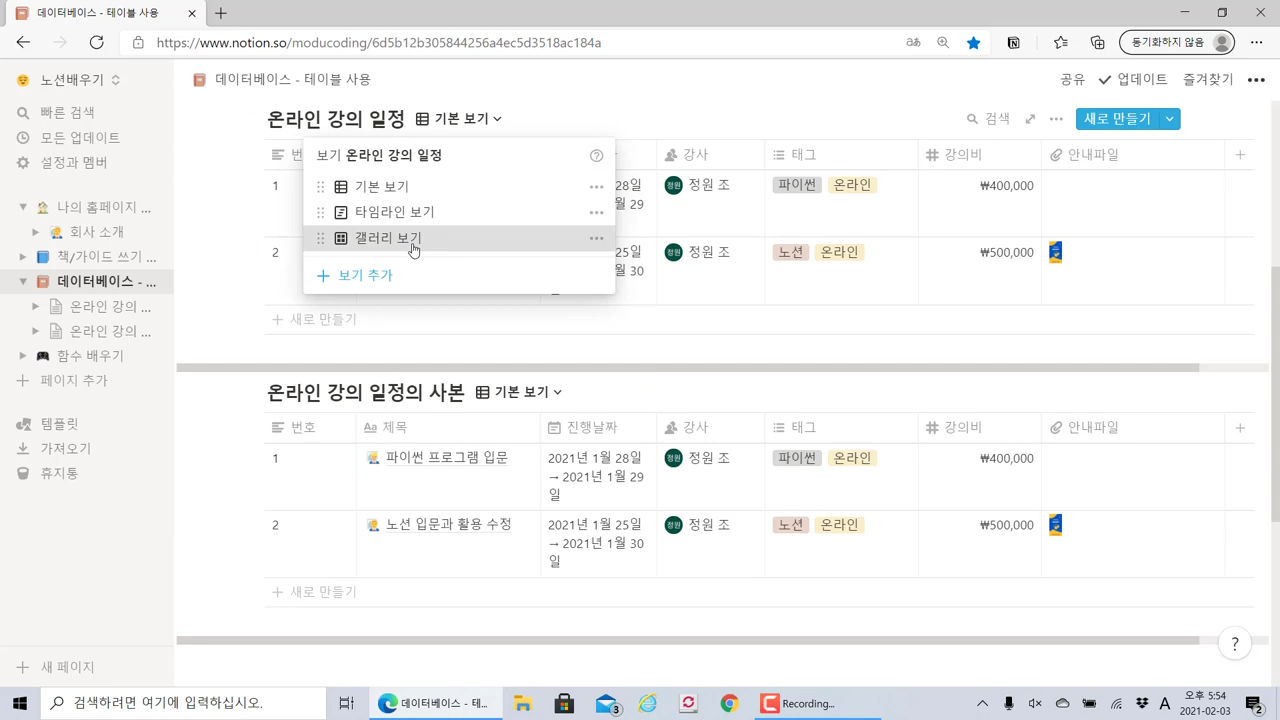 데이터베이스 - 테이블 사용
https://www.notion.so/moducoding/6d5b12b305844256a4ec5d3518ac184a
동기화하지 않음
노션배우기
데이터베이스 - 테이블 사용
공유 업데이트 즐겨찾기
빠른 검색
모든 업데이트
설정과 멤버
나의 홈페이지 ...
회사 소개
책/가이드 쓰기 ...
데이터베이스 - ...
온라인 강의 ...
온라인 강의 ...
함수 배우기
페이지 추가
템플릿
가져오기
휴지통
새 페이지
온라인 강의 일정 기본 보기
검색 새로 만들기
보기 온라인 강의 일정
기본 보기
타임라인 보기
갤러리 보기
보기 추가
강사 태그 강의비 안내파일
1 28일 정원 정원 조 파이썬 온라인 ₩400,000
월 29
2 25일 정원 정원 조 노션 온라인 ₩500,000
월 30
새로 만들기
온라인 강의 일정의 사본 기본 보기
번호 Aa 제목 진행날짜 강사 태그 강의비 안내파일
1 파이썬 프로그램 입문 2021년 1월 28일 정원 정원 조 파이썬 온라인 ₩400,000
→ 2021년 1월 29
일
2 노션 입문과 활용 수정 2021년 1월 25일 정원 정원 조 노션 온라인 ₩500,000
→ 2021년 1월 30
일
새로 만들기
?
검색하려면 여기에 입력하십시오.
데이터베이스 - 테...
3
Recording...
A
오후 5:54
2021-02-03
2